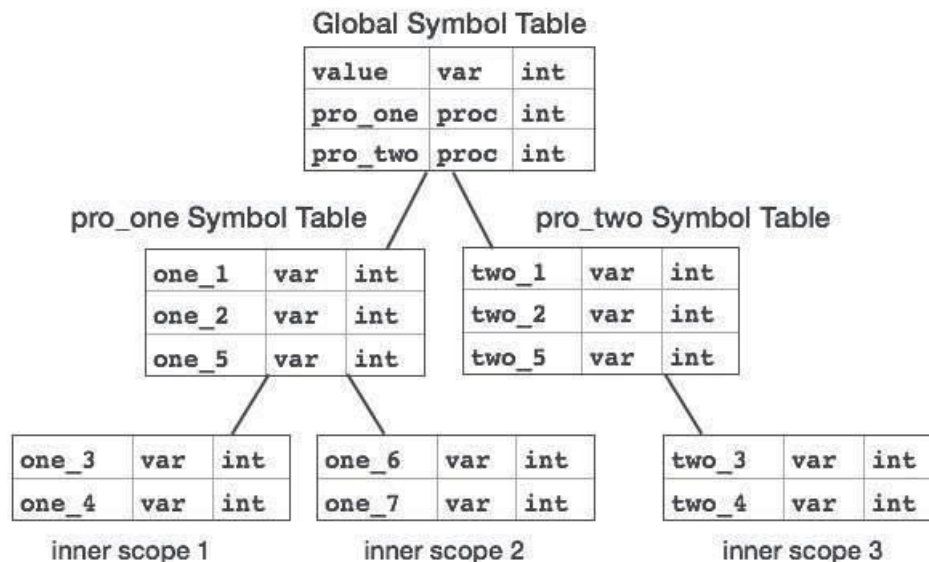 Global Symbol Table
value var int
pro_one proc int
pro_two proc int
pro_one Symbol Table
one_1 var int
one_2 var int
one_5 var int
pro_two Symbol Table
two_1 var int
two_2 var int
two_5 var int
one_3 var int
one_4 var int
inner scope 1
one_6 var int
one_7 var int
inner scope 2
two_3 var int
two_4 var int
inner scope 3